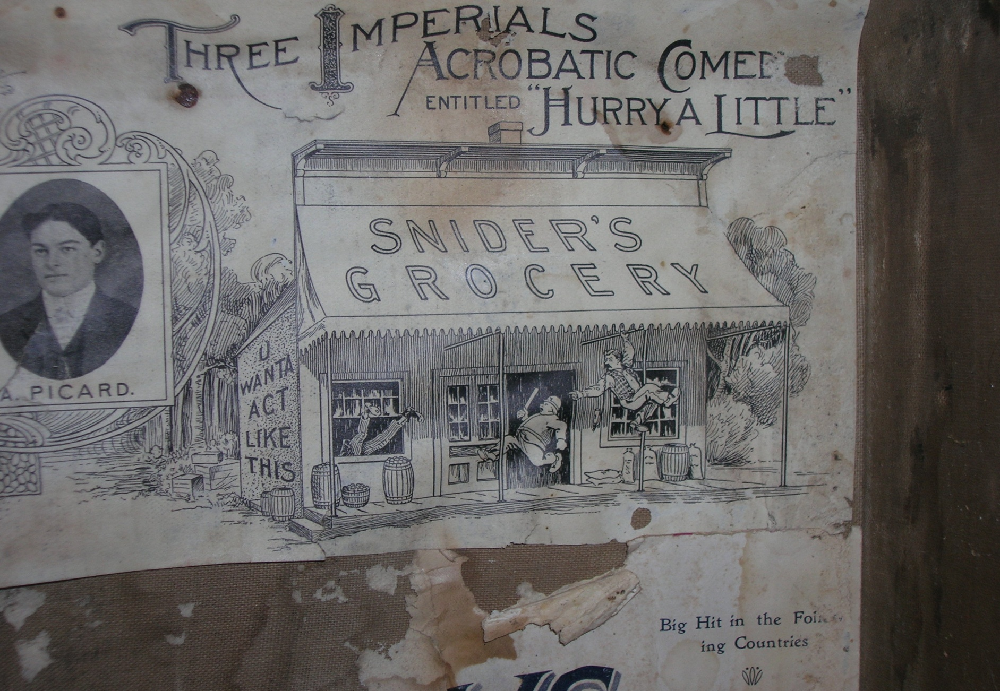 THREE IMPERIALS
ACROBATIC COMED
ENTITLED "HURRY A LITTLE"
A. PICARD.
SNIDER'S
GROCERY
U
WANTA
ACT
LIKE
THIS
Big Hit in the
ing Countries